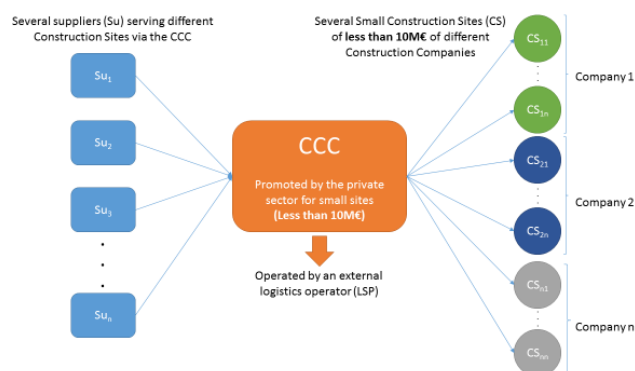 Several suppliers (Su) serving different
Construction Sites via the CCC
Several Small Construction Sites (CS)
of less than 10M€ of different
Construction Companies
Su1
Su2
Su3
Sun
CCC
Promoted by the private
sector for small sites
(Less than 10M€)
Operated by an external
logistics operator (LSP)
CS11
CS1n
Company 1
CS21
CS2n
Company 2
CSn1
CSnn
Company n